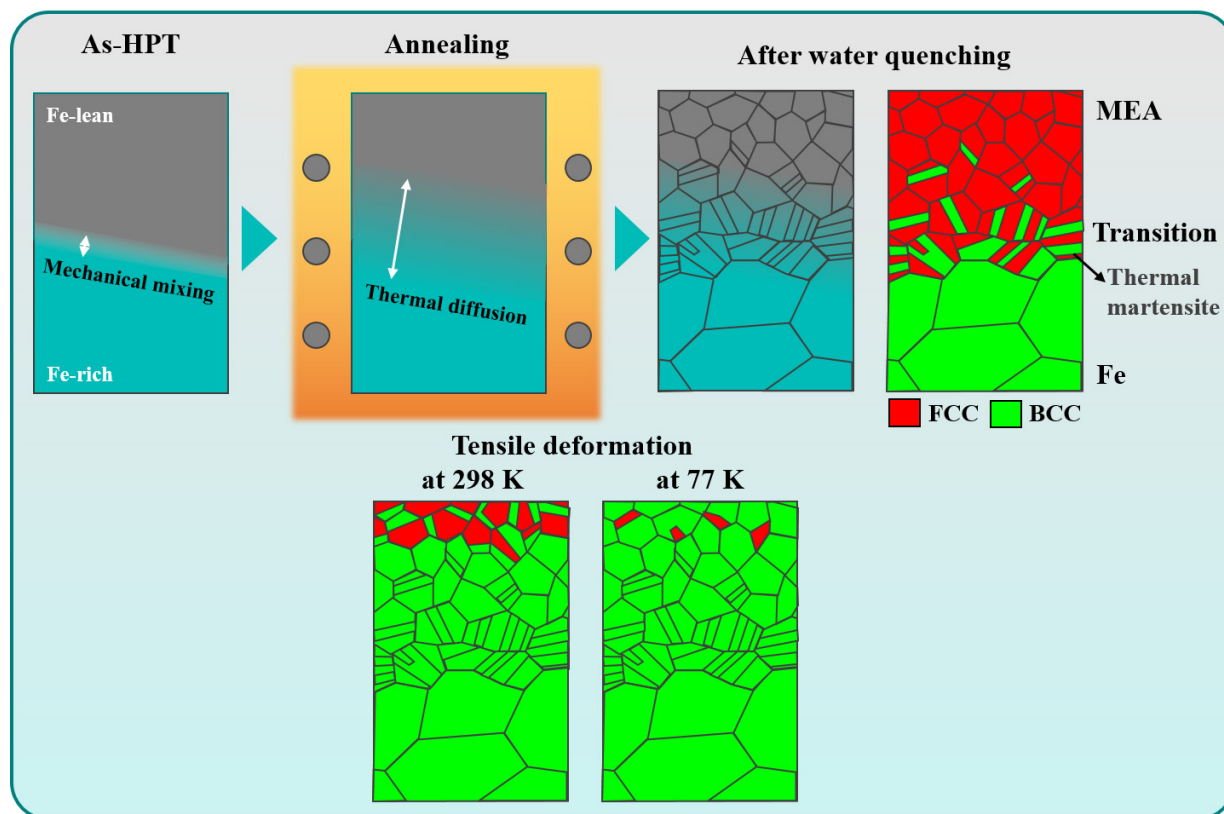 As-HPT
Annealing
After water quenching
Fe-lean
Mechanical mixing
Fe-rich
Thermal diffusion
MEA
Transition
Thermal
martensite
Fe
FCC BCC
Tensile deformation
at 298 K at 77 K